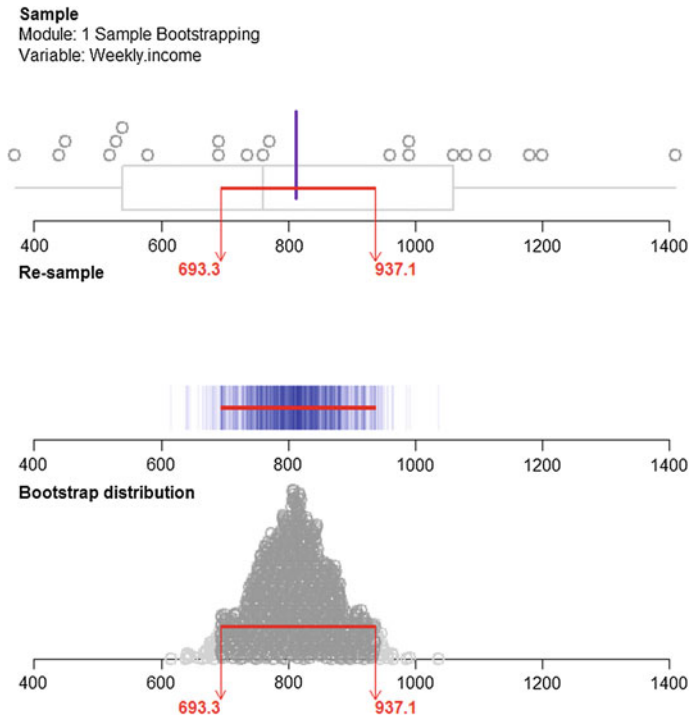 Sample
Module: 1 Sample Bootstrapping
Variable: Weekly.income
400 600 800 1000 1200 1400
693.3 937.1
Re-sample
400 600 800 1000 1200 1400
Bootstrap distribution
400 600 800 1000 1200 1400
693.3 937.1